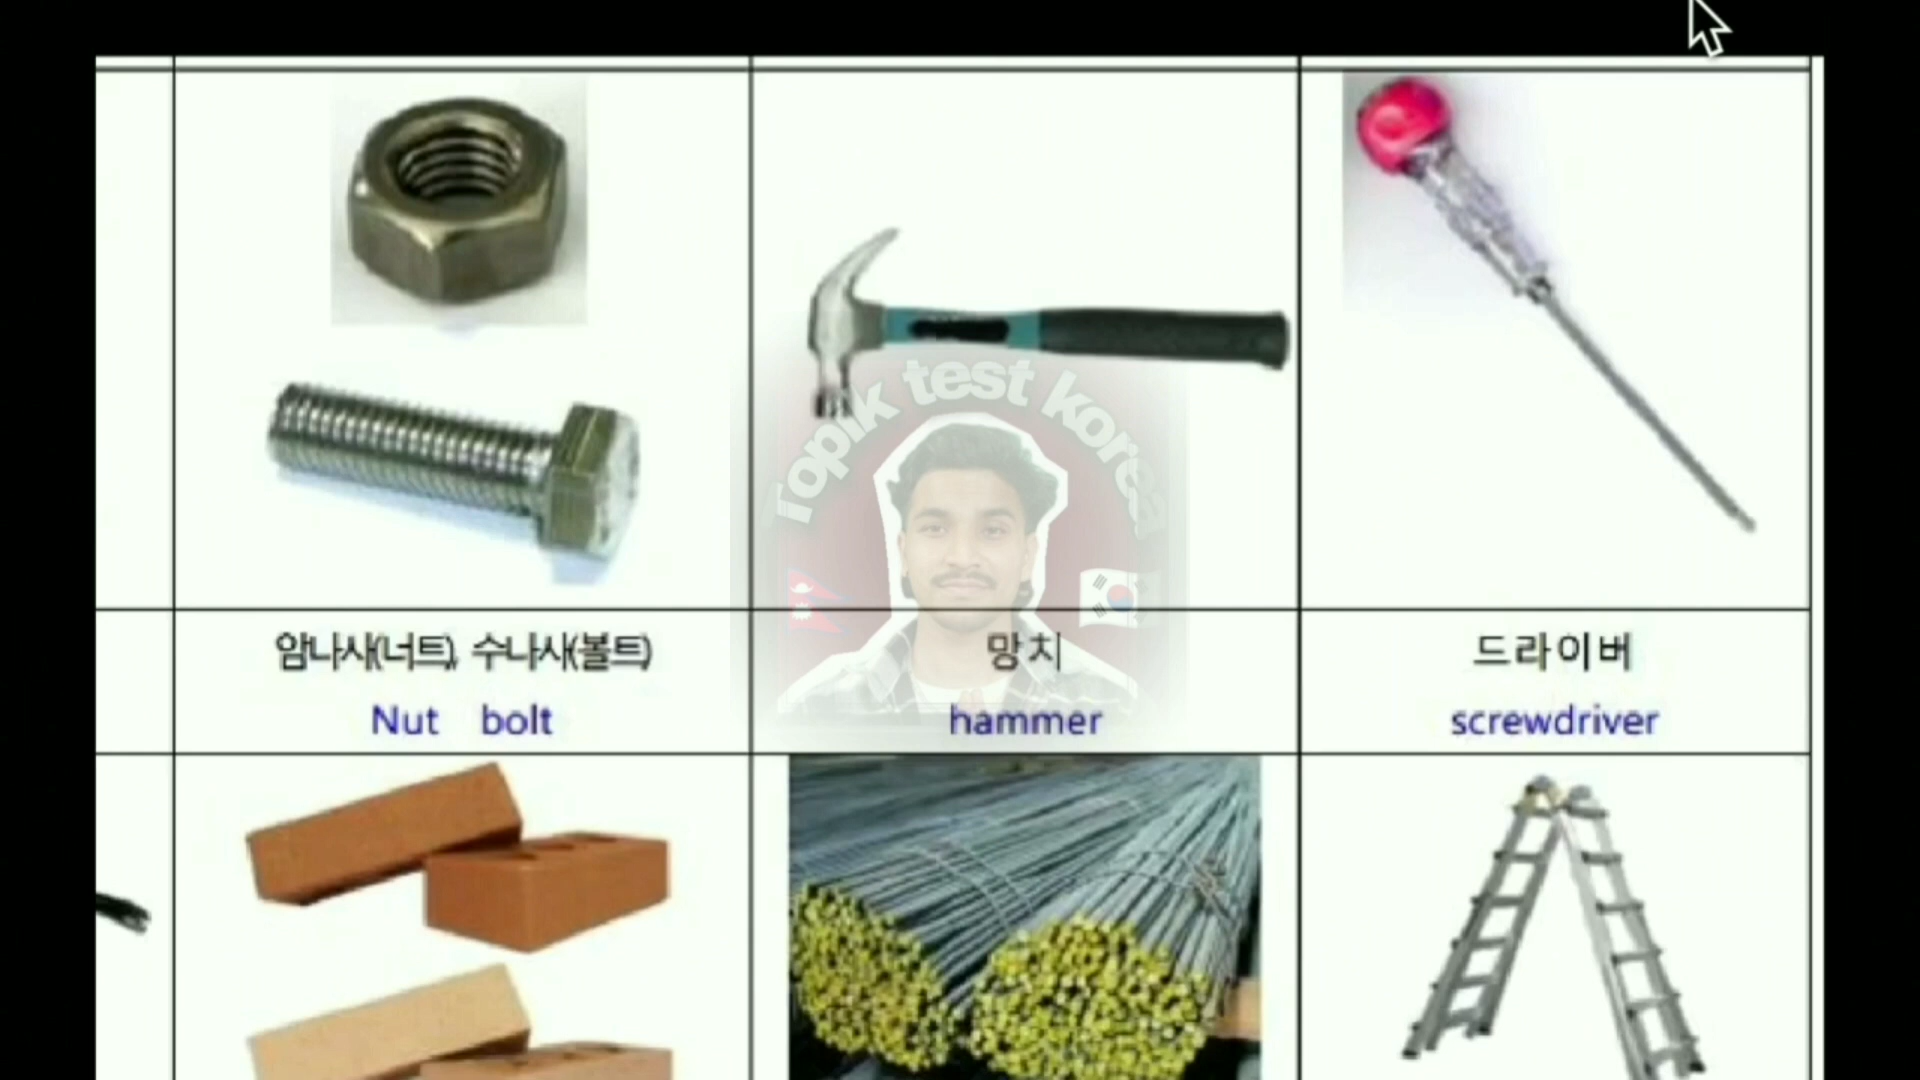 Topik test korea
암나사(너트), 수나사(볼트)
Nut bolt
망치
hammer
드라이버
screwdriver